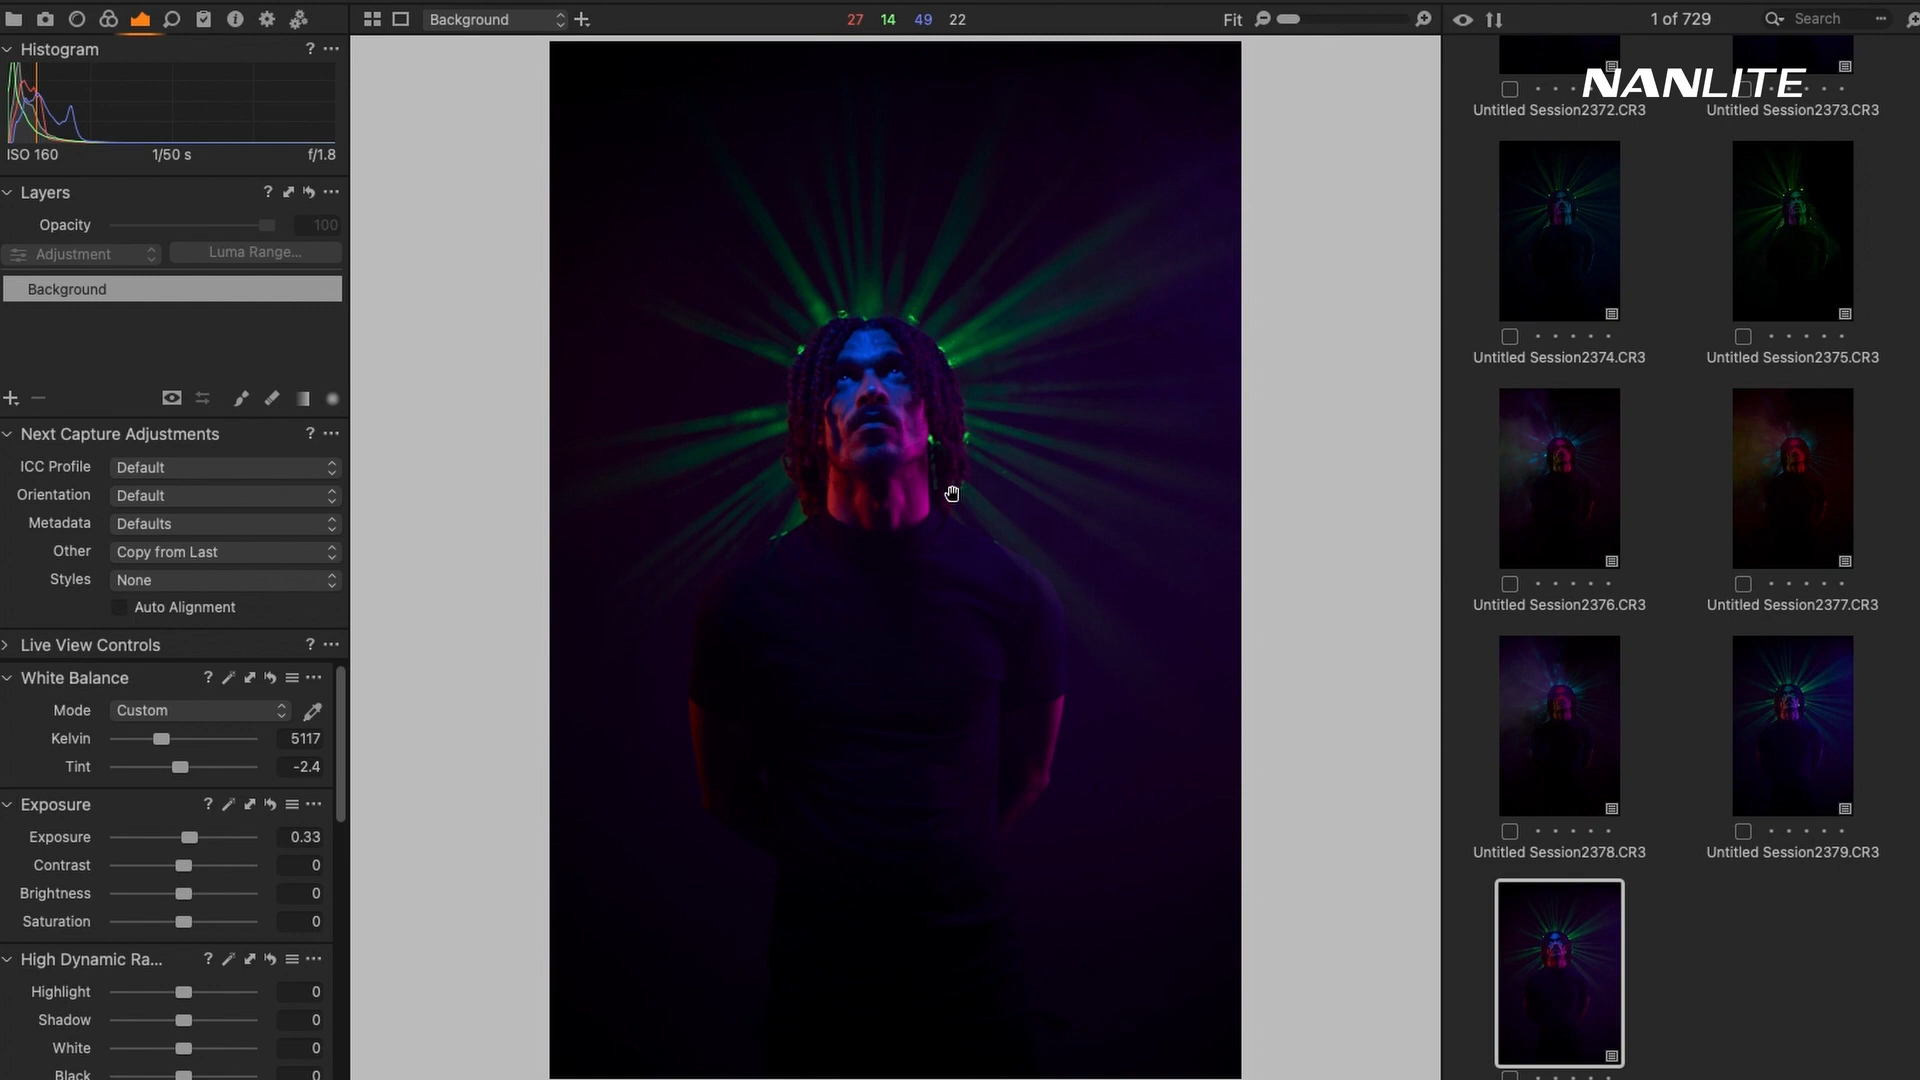 Background
27 14 49 22
Fit
1 of 729
Search
NANLITE
Histogram
ISO 160
1/50 s
f/1.8
Layers
Opacity
100
Adjustment
Luma Range...
Background
Next Capture Adjustments
ICC Profile
Default
Orientation
Default
Metadata
Defaults
Other
Copy from Last
Styles
None
Auto Alignment
Live View Controls
White Balance
Mode
Custom
Kelvin
5117
Tint
-2.4
Exposure
Exposure
0.33
Contrast
0
Brightness
0
Saturation
0
High Dynamic Ra...
Highlight
0
Shadow
0
White
0
Black
0
Untitled Session2372.CR3
Untitled Session2373.CR3
Untitled Session2374.CR3
Untitled Session2375.CR3
Untitled Session2376.CR3
Untitled Session2377.CR3
Untitled Session2378.CR3
Untitled Session2379.CR3